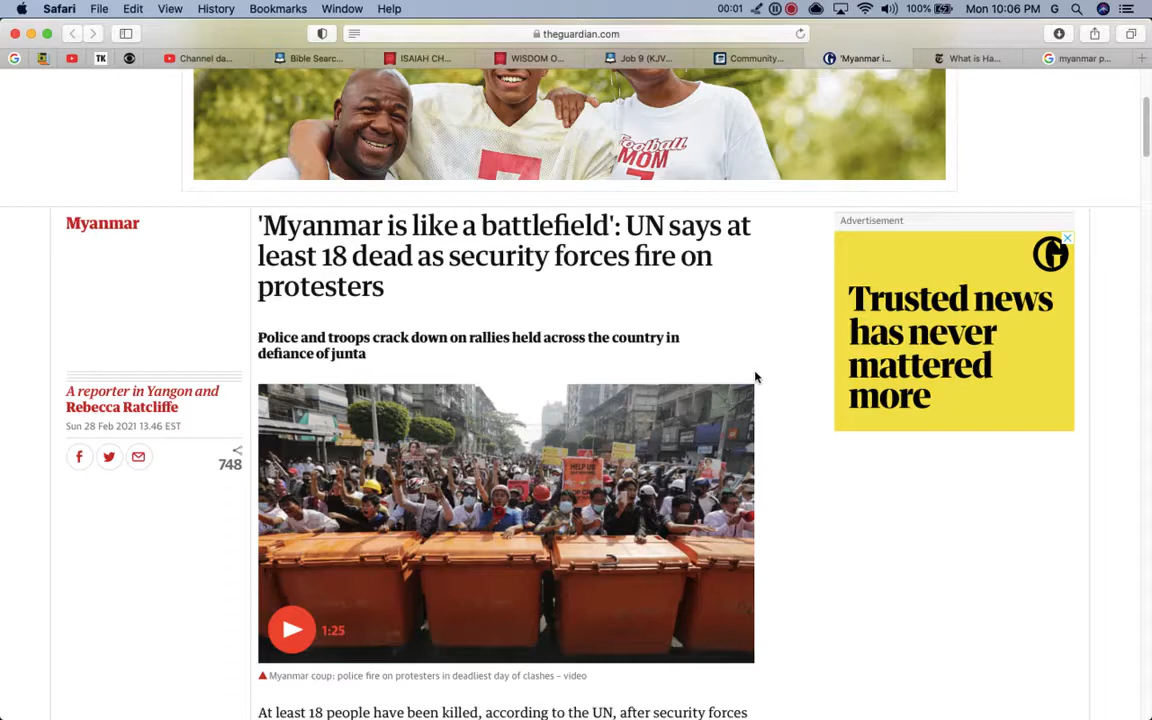 Safari File Edit View History Bookmarks Window Help 00:01 100% Mon 10:06 PM G
theguardian.com
TK Channel da... Bible Searc... ISAIAH CH... WISDOM O... Job 9 (KJV... Community... 'Myanmar i... What is Ha... myanmar p...
Football
MOM
Myanmar
'Myanmar is like a battlefield': UN says at
least 18 dead as security forces fire on
protesters
Police and troops crack down on rallies held across the country in
defiance of junta
A reporter in Yangon and
Rebecca Ratcliffe
Sun 28 Feb 2021 13.46 EST
748
HELP US
1:25
Myanmar coup: police fire on protesters in deadliest day of clashes – video
At least 18 people have been killed, according to the UN, after security forces
Advertisement
Trusted news
has never
mattered
more